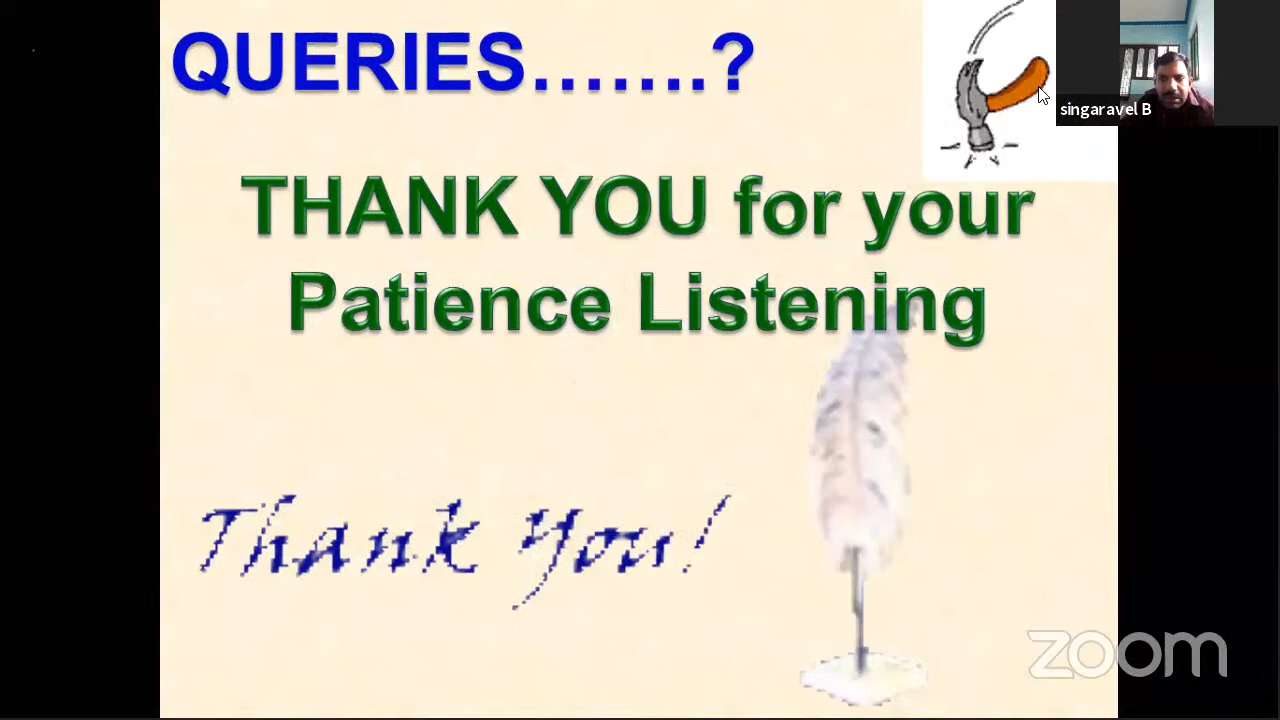 QUERIES.......?
singaravel B
THANK YOU for your
Patience Listening
Thank You!
zoom